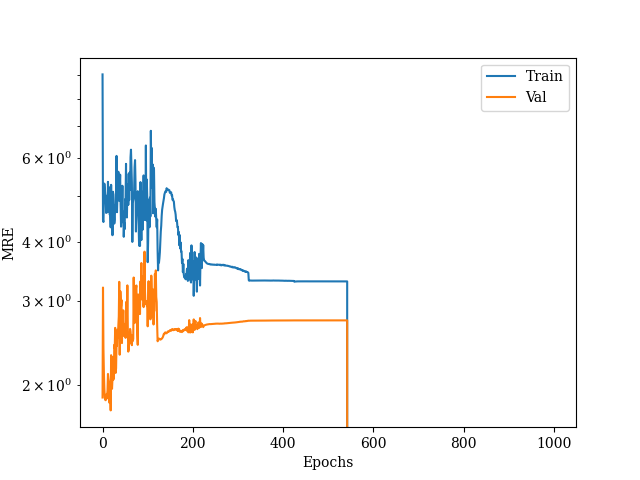 Train
Val
6 × 10⁰
4 × 10⁰
3 × 10⁰
2 × 10⁰
MRE
0 200 400 600 800 1000
Epochs